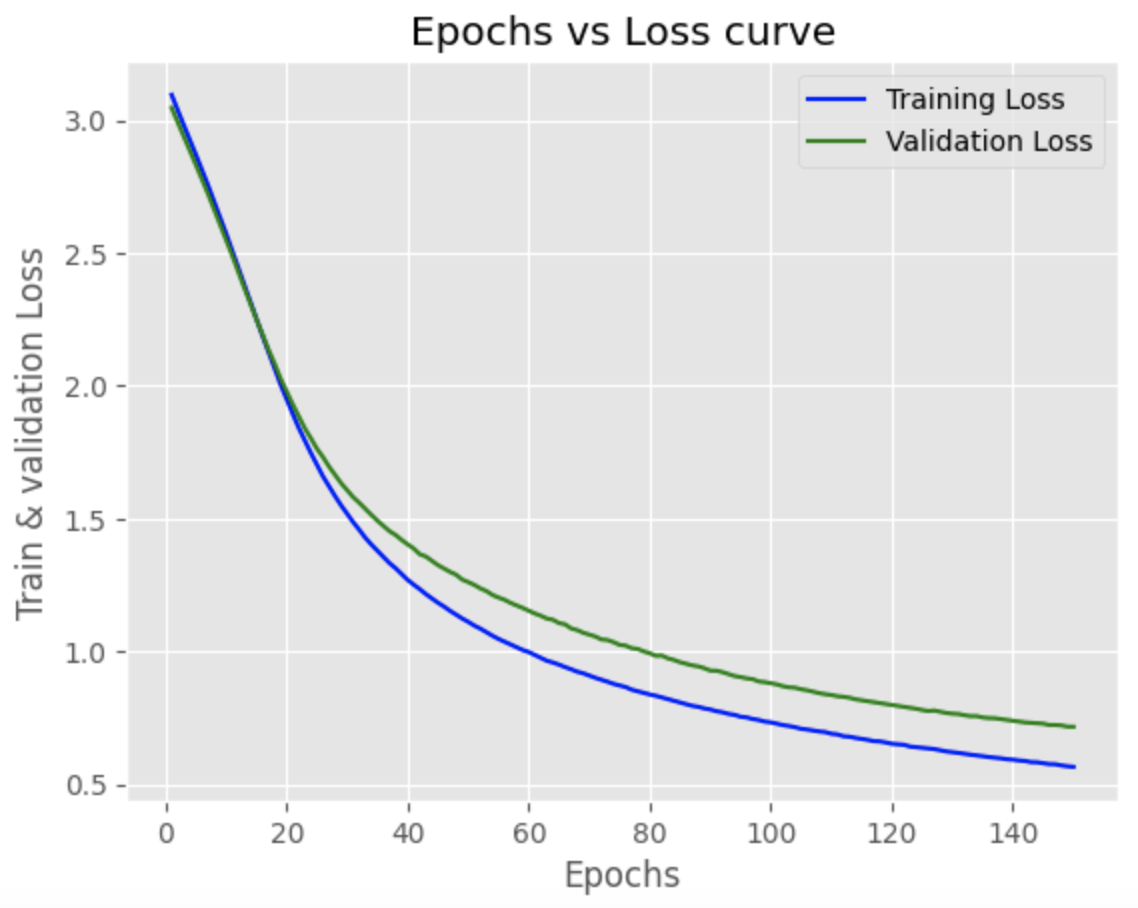 Epochs vs Loss curve
Training Loss
Validation Loss
Train & validation Loss
3.0
2.5
2.0
1.5
1.0
0.5
0 20 40 60 80 100 120 140
Epochs